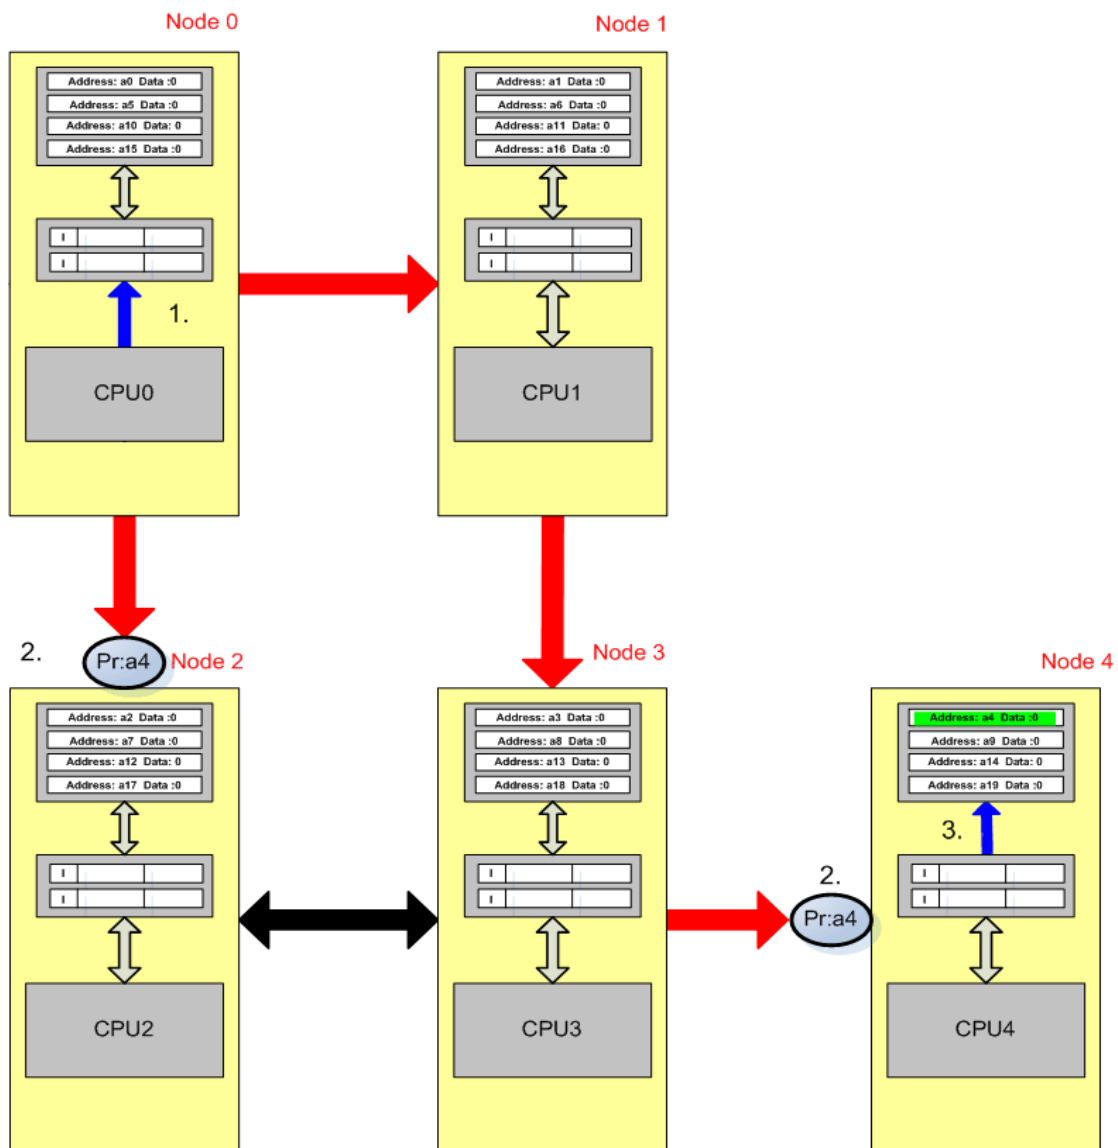 Node 0
Address: a0 Data :0
Address: a5 Data :0
Address: a10 Data: 0
Address: a15 Data :0
I
I
1.
CPU0
Node 1
Address: a1 Data :0
Address: a6 Data :0
Address: a11 Data: 0
Address: a16 Data :0
I
I
CPU1
2.
Pr:a4
Node 2
Address: a2 Data :0
Address: a7 Data :0
Address: a12 Data: 0
Address: a17 Data :0
I
I
CPU2
Node 3
Address: a3 Data :0
Address: a8 Data :0
Address: a13 Data: 0
Address: a18 Data :0
I
I
CPU3
2.
Pr:a4
Node 4
Address: a4 Data :0
Address: a9 Data :0
Address: a14 Data: 0
Address: a19 Data :0
3.
I
I
CPU4